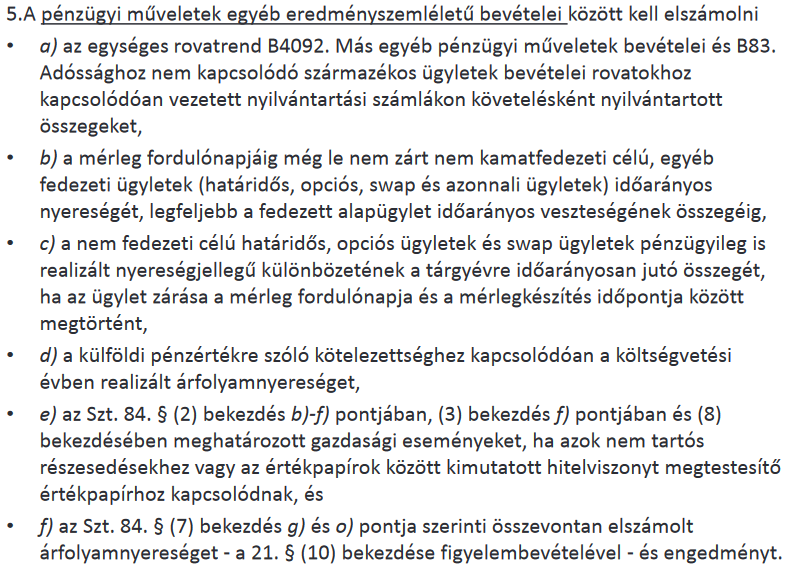 5.A pénzügyi műveletek egyéb eredményszemléletű bevételei között kell elszámolni
• a) az egységes rovatrend B4092. Más egyéb pénzügyi műveletek bevételei és B83.
Adóssághoz nem kapcsolódó származékos ügyletek bevételei rovatokhoz
kapcsolódóan vezetett nyilvántartási számlákon követelésként nyilvántartott
összegeket,
• b) a mérleg fordulónapjáig még le nem zárt nem kamatfedezeti célú, egyéb
fedezeti ügyletek (határidős, opciós, swap és azonnali ügyletek) időarányos
nyereségét, legfeljebb a fedezett alapügylet időarányos veszteségének összegéig,
• c) a nem fedezeti célú határidős, opciós ügyletek és swap ügyletek pénzügyileg is
realizált nyereségjellegű különbözetének a tárgyévre időarányosan jutó összegét,
ha az ügylet zárása a mérleg fordulónapja és a mérlegkészítés időpontja között
megtörtént,
• d) a külföldi pénzértékre szóló kötelezettséghez kapcsolódóan a költségvetési
évben realizált árfolyamnyereséget,
• e) az Szt. 84. § (2) bekezdés b)-f) pontjában, (3) bekezdés f) pontjában és (8)
bekezdésében meghatározott gazdasági eseményeket, ha azok nem tartós
részesedésekhez vagy az értékpapírok között kimutatott hitelviszonyt megtestesítő
értékpapírhoz kapcsolódnak, és
• f) az Szt. 84. § (7) bekezdés g) és o) pontja szerinti összevontan elszámolt
árfolyamnyereséget - a 21. § (10) bekezdése figyelembevételével - és engedményt.